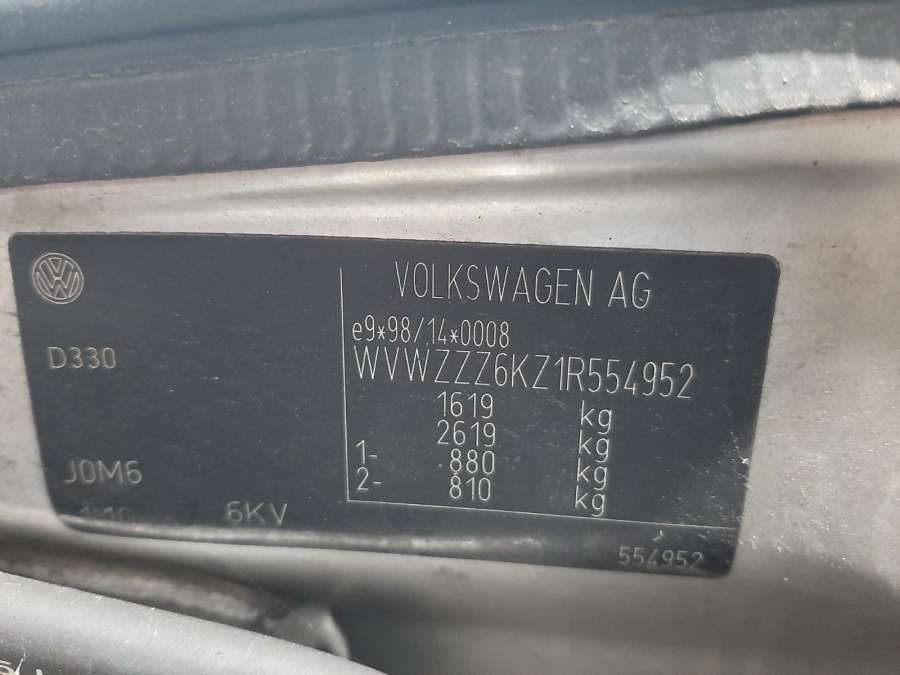 VOLKSWAGEN AG
e9*98/14*0008
D330
WVWZZZ6KZ1R554952
1619 kg
2619 kg
1- 880 kg
J0M6
2- 810 kg
6KV
554952